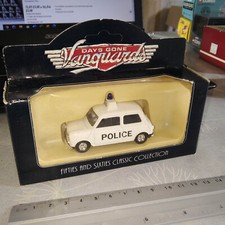 DAYS GONE
Vanguards
POLICE
FIFTIES AND SIXTIES CLASSIC COLLECTION